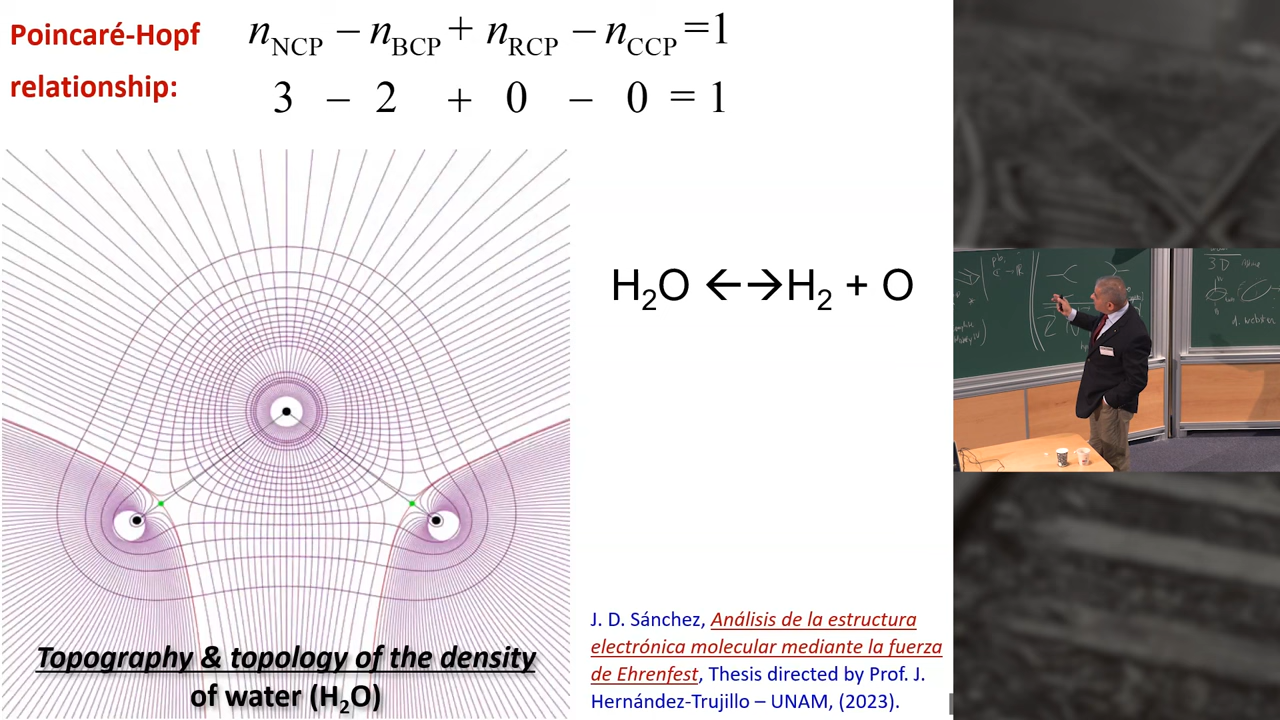 Poincaré-Hopf
relationship:
n_NCP − n_BCP + n_RCP − n_CCP = 1
3 − 2 + 0 − 0 = 1
H₂O ←→ H₂ + O
Topography & topology of the density
of water (H₂O)
J. D. Sánchez, Análisis de la estructura
electrónica molecular mediante la fuerza
de Ehrenfest, Thesis directed by Prof. J.
Hernández-Trujillo – UNAM, (2023).
3D